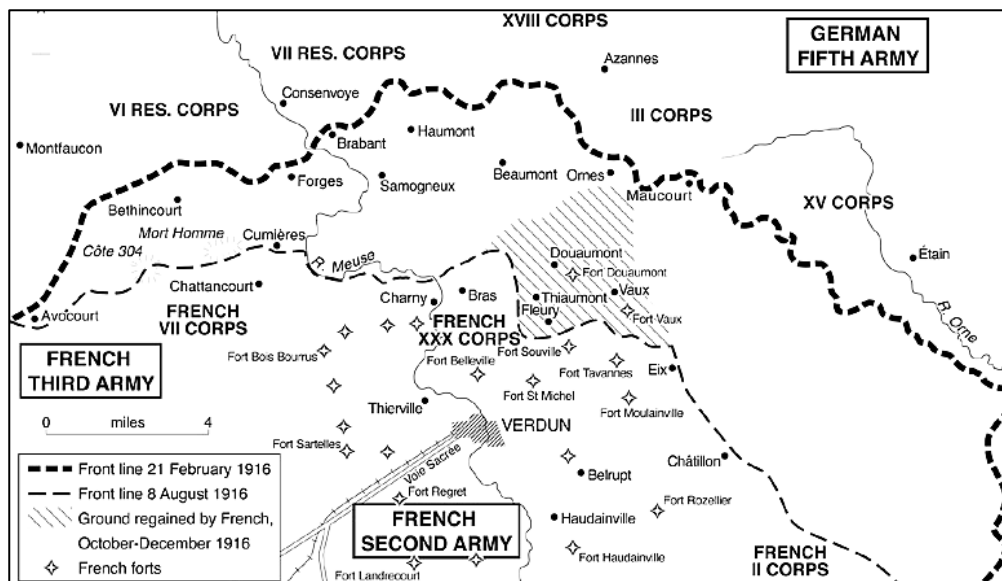 XVIII CORPS
GERMAN
FIFTH ARMY
VII RES. CORPS
Azannes
Consenvoye
VI RES. CORPS
III CORPS
Haumont
Brabant
Montfaucon
Beaumont
Ornes
Forges
Samogneux
Maucourt
Bethincourt
XV CORPS
Mort Homme
Cumières
Côte 304
R. Meuse
Douaumont
Étain
Fort Douaumont
Chattancourt
Vaux
Charny
Bras
Thiaumont
Fort Vaux
R. Orne
Avocourt
FRENCH
VII CORPS
Fleury
FRENCH
XXX CORPS
Fort Souville
Fort Bois Bourrus
FRENCH
THIRD ARMY
Fort Belleville
Fort Tavannes
Eix
Fort St Michel
Thierville
Fort Moulainville
0 miles 4
VERDUN
Fort Sartelles
Voie Sacrée
Châtillon
Front line 21 February 1916
Belrupt
Fort Regret
Front line 8 August 1916
Fort Rozellier
Ground regained by French,
October-December 1916
FRENCH
SECOND ARMY
Haudainville
French forts
Fort Haudainville
FRENCH
II CORPS
Fort Landrecourt